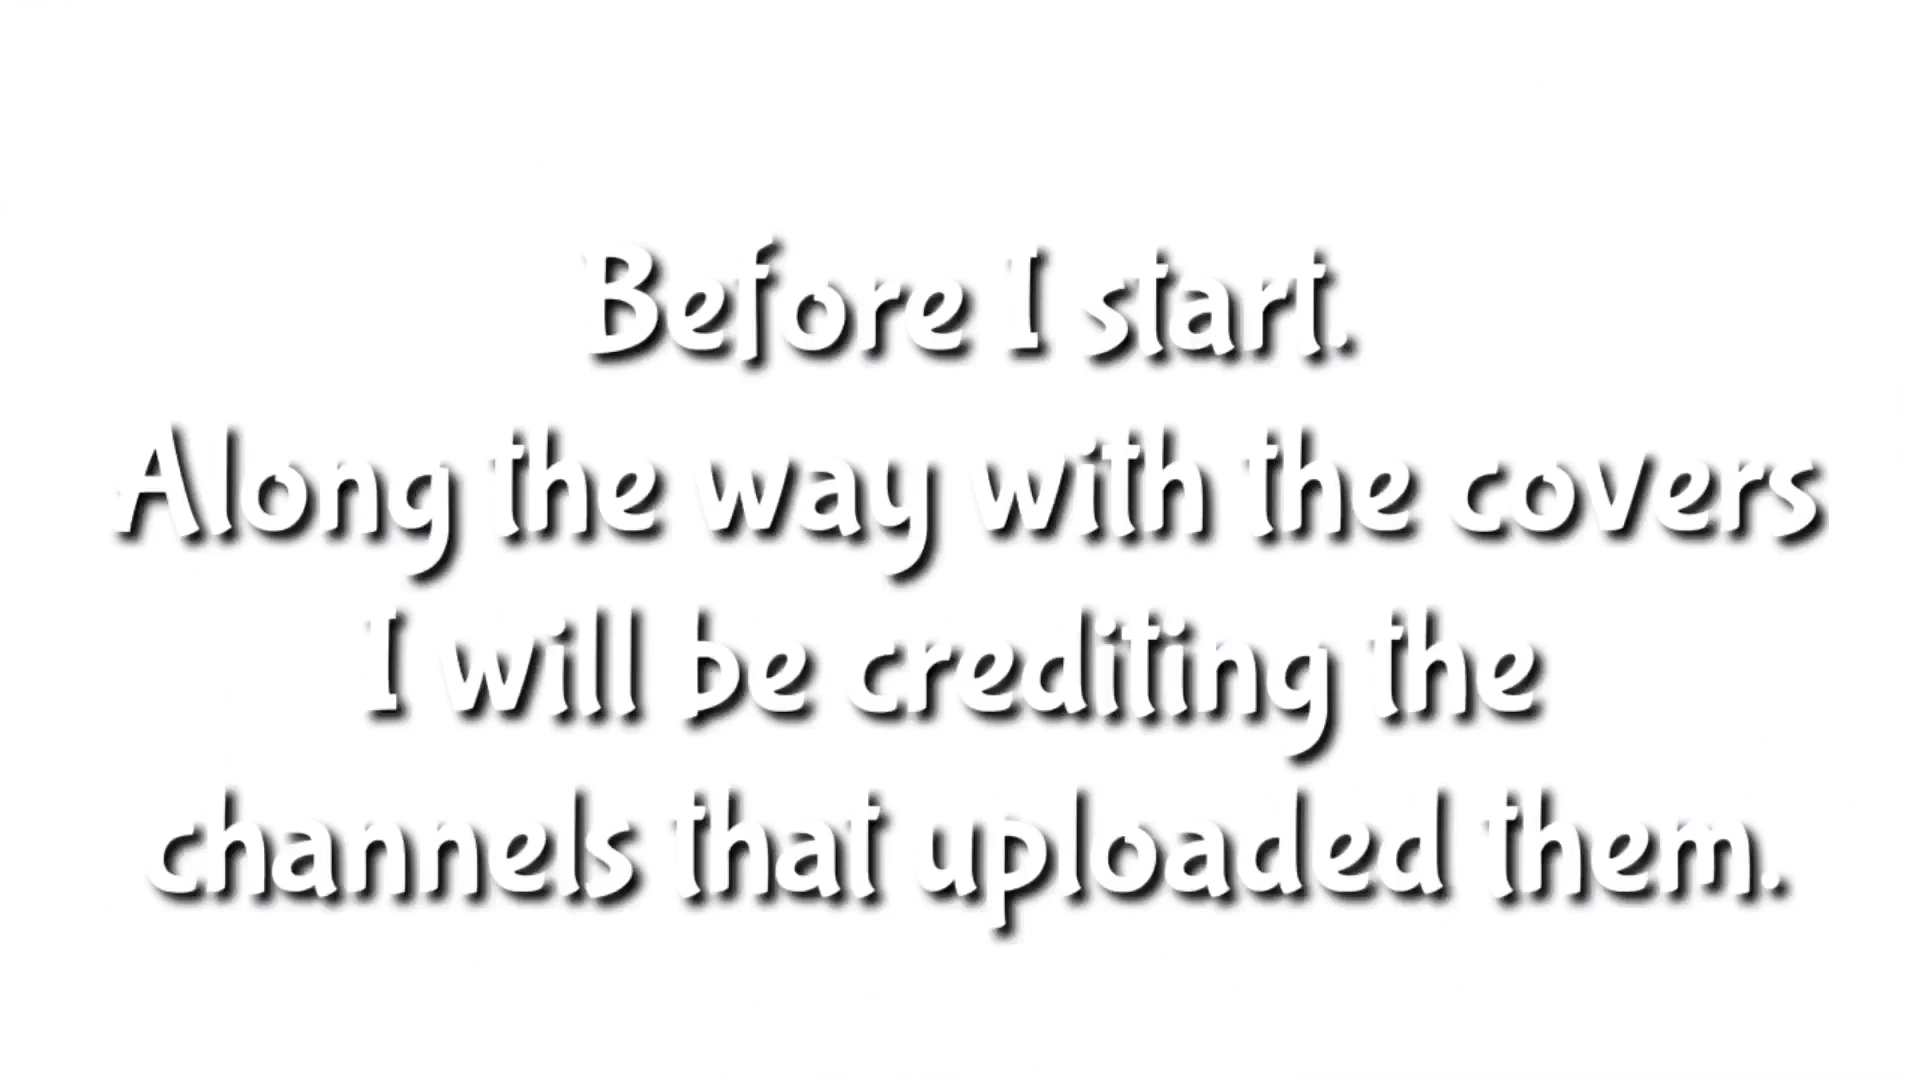 Before I start.
Along the way with the covers
I will be crediting the
channels that uploaded them.